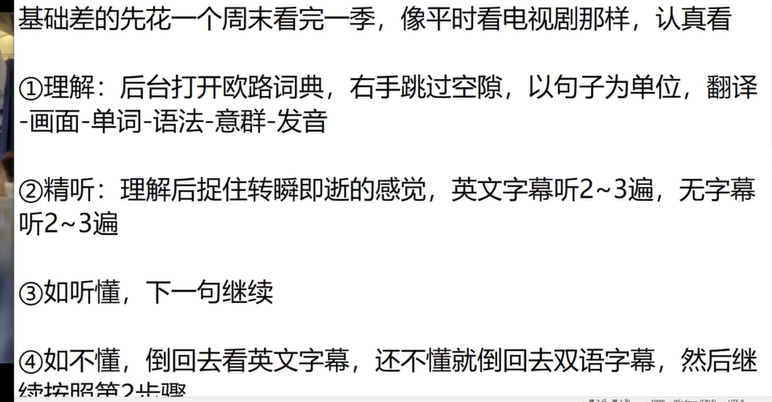 基础差的先花一个周末看完一季，像平时看电视剧那样，认真看
①理解：后台打开欧路词典，右手跳过空隙，以句子为单位，翻译
-画面-单词-语法-意群-发音
②精听：理解后捉住转瞬即逝的感觉，英文字幕听2~3遍，无字幕
听2~3遍
③如听懂，下一句继续
④如不懂，倒回去看英文字幕，还不懂就倒回去双语字幕，然后继
续按照第2步骤